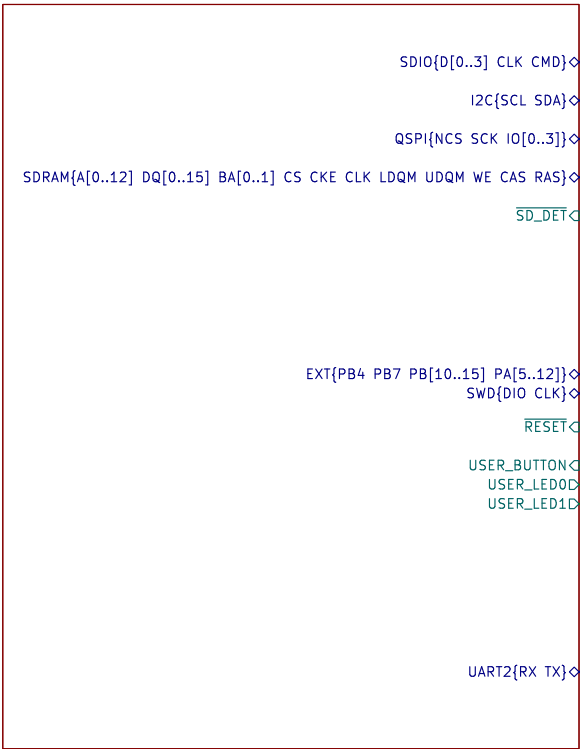 SDIO{D[0..3] CLK CMD}
I2C{SCL SDA}
QSPI{NCS SCK IO[0..3]}
SDRAM{A[0..12] DQ[0..15] BA[0..1] CS CKE CLK LDQM UDQM WE CAS RAS}
SD_DET
EXT{PB4 PB7 PB[10..15] PA[5..12]}
SWD{DIO CLK}
RESET
USER_BUTTON
USER_LED0
USER_LED1
UART2{RX TX}